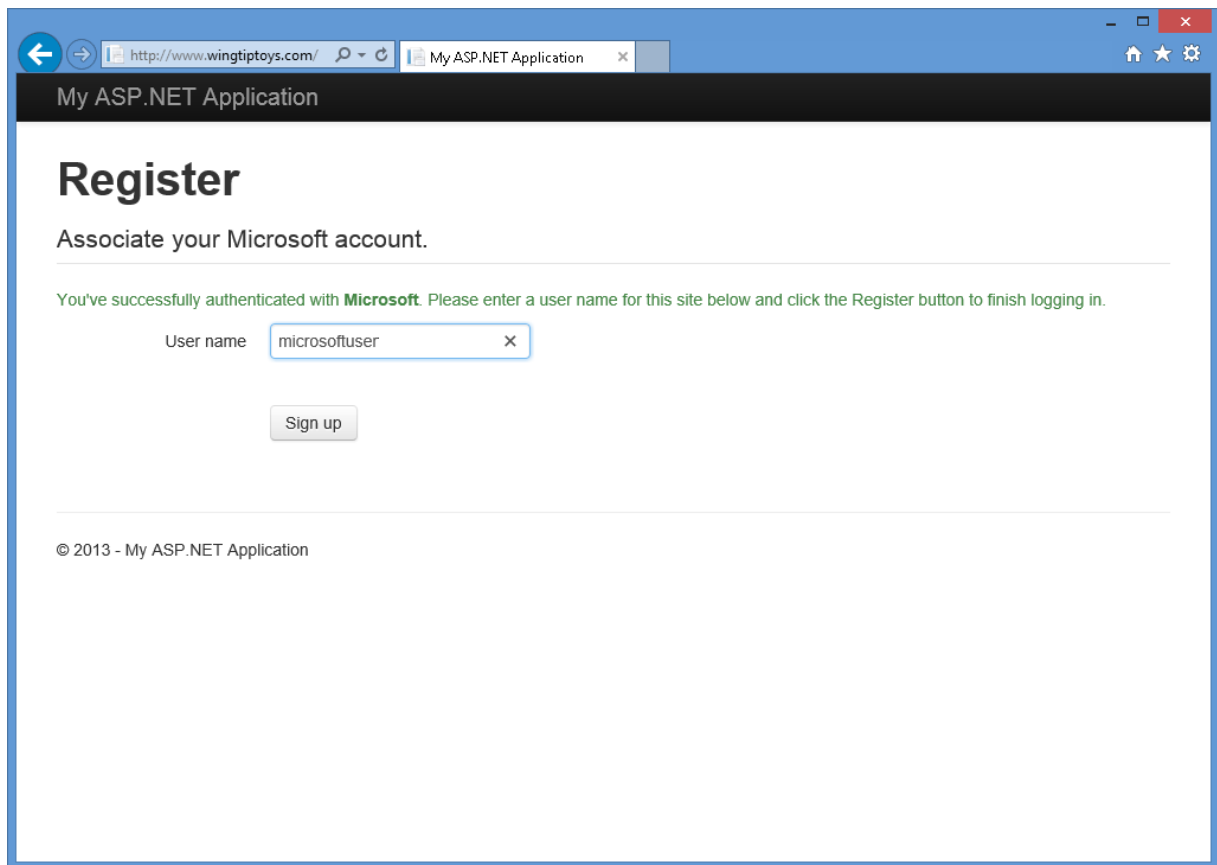 http://www.wingtiptoys.com/
My ASP.NET Application
My ASP.NET Application
Register
Associate your Microsoft account.
You've successfully authenticated with Microsoft. Please enter a user name for this site below and click the Register button to finish logging in.
User name
microsoftuser
Sign up
© 2013 - My ASP.NET Application